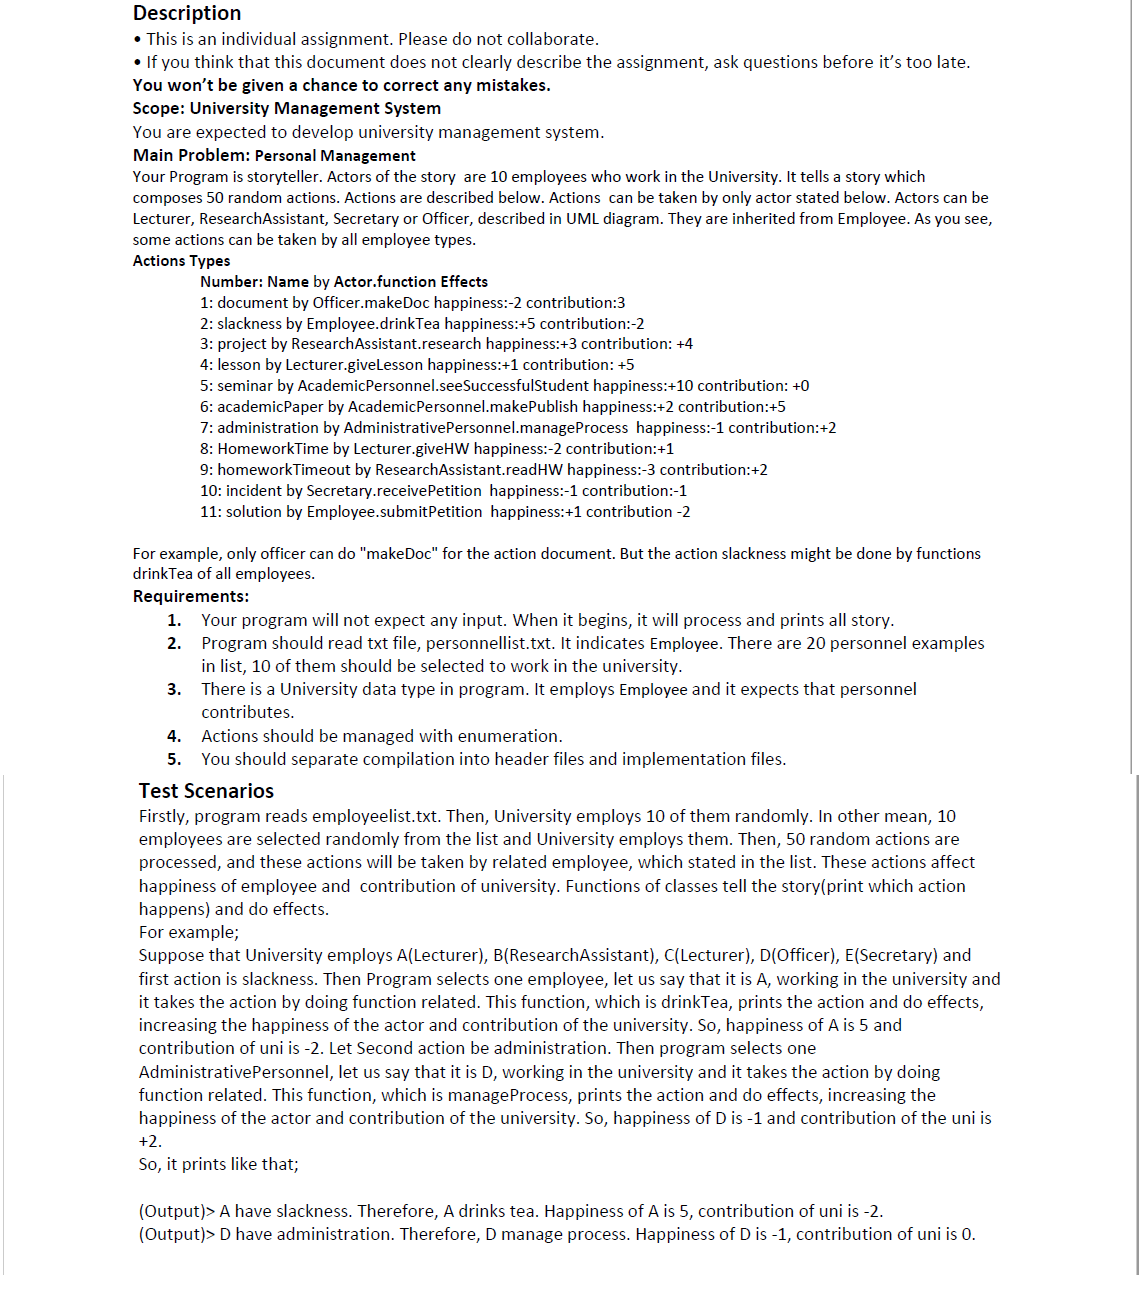 Description
• This is an individual assignment. Please do not collaborate.
• If you think that this document does not clearly describe the assignment, ask questions before it's too late.
You won't be given a chance to correct any mistakes.
Scope: University Management System
You are expected to develop university management system.
Main Problem: Personal Management
Your Program is storyteller. Actors of the story are 10 employees who work in the University. It tells a story which
composes 50 random actions. Actions are described below. Actions can be taken by only actor stated below. Actors can be
Lecturer, ResearchAssistant, Secretary or Officer, described in UML diagram. They are inherited from Employee. As you see,
some actions can be taken by all employee types.
Actions Types
Number: Name by Actor.function Effects
1: document by Officer.makeDoc happiness:-2 contribution:3
2: slackness by Employee.drinkTea happiness:+5 contribution:-2
3: project by ResearchAssistant.research happiness:+3 contribution: +4
4: lesson by Lecturer.giveLesson happiness:+1 contribution: +5
5: seminar by AcademicPersonnel.seeSuccessfulStudent happiness:+10 contribution: +0
6: academicPaper by AcademicPersonnel.makePublish happiness:+2 contribution:+5
7: administration by AdministrativePersonnel.manageProcess happiness:-1 contribution:+2
8: HomeworkTime by Lecturer.giveHW happiness:-2 contribution:+1
9: homeworkTimeout by ResearchAssistant.readHW happiness:-3 contribution:+2
10: incident by Secretary.receivePetition happiness:-1 contribution:-1
11: solution by Employee.submitPetition happiness:+1 contribution -2
For example, only officer can do "makeDoc" for the action document. But the action slackness might be done by functions
drinkTea of all employees.
Requirements:
1. Your program will not expect any input. When it begins, it will process and prints all story.
2. Program should read txt file, personnellist.txt. It indicates Employee. There are 20 personnel examples
in list, 10 of them should be selected to work in the university.
3. There is a University data type in program. It employs Employee and it expects that personnel
contributes.
4. Actions should be managed with enumeration.
5. You should separate compilation into header files and implementation files.
Test Scenarios
Firstly, program reads employeelist.txt. Then, University employs 10 of them randomly. In other mean, 10
employees are selected randomly from the list and University employs them. Then, 50 random actions are
processed, and these actions will be taken by related employee, which stated in the list. These actions affect
happiness of employee and contribution of university. Functions of classes tell the story(print which action
happens) and do effects.
For example;
Suppose that University employs A(Lecturer), B(ResearchAssistant), C(Lecturer), D(Officer), E(Secretary) and
first action is slackness. Then Program selects one employee, let us say that it is A, working in the university and
it takes the action by doing function related. This function, which is drinkTea, prints the action and do effects,
increasing the happiness of the actor and contribution of the university. So, happiness of A is 5 and
contribution of uni is -2. Let Second action be administration. Then program selects one
AdministrativePersonnel, let us say that it is D, working in the university and it takes the action by doing
function related. This function, which is manageProcess, prints the action and do effects, increasing the
happiness of the actor and contribution of the university. So, happiness of D is -1 and contribution of the uni is
+2.
So, it prints like that;
(Output)> A have slackness. Therefore, A drinks tea. Happiness of A is 5, contribution of uni is -2.
(Output)> D have administration. Therefore, D manage process. Happiness of D is -1, contribution of uni is 0.